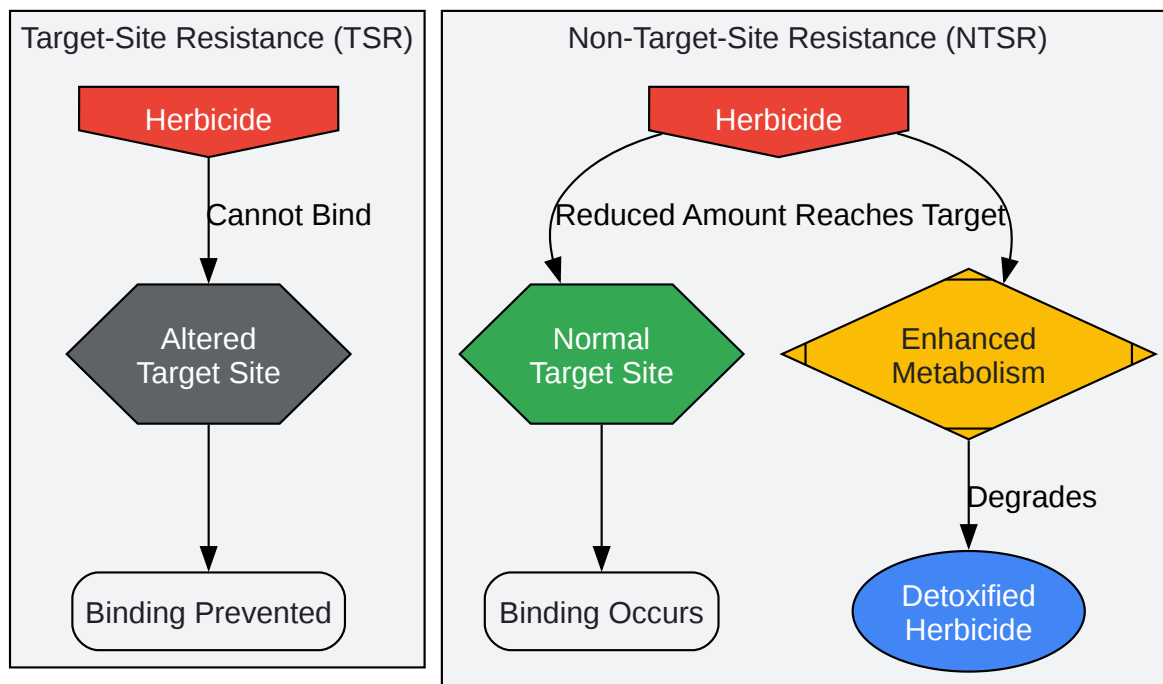 Target-Site Resistance (TSR)
Herbicide
Cannot Bind
Altered
Target Site
Binding Prevented
Non-Target-Site Resistance (NTSR)
Herbicide
Reduced Amount Reaches Target
Normal
Target Site
Enhanced
Metabolism
Degrades
Binding Occurs
Detoxified
Herbicide